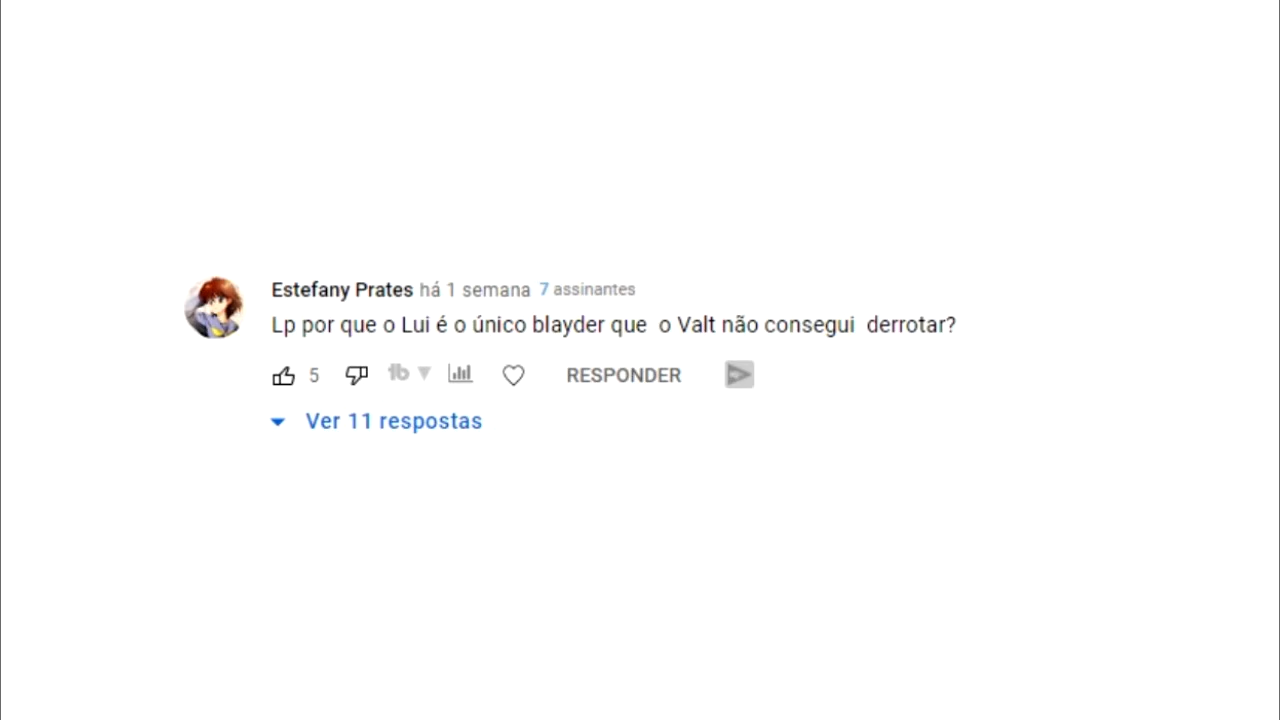 Estefany Prates há 1 semana 7 assinantes
Lp por que o Lui é o único blayder que o Valt não consegui derrotar?
5 tb RESPONDER
Ver 11 respostas